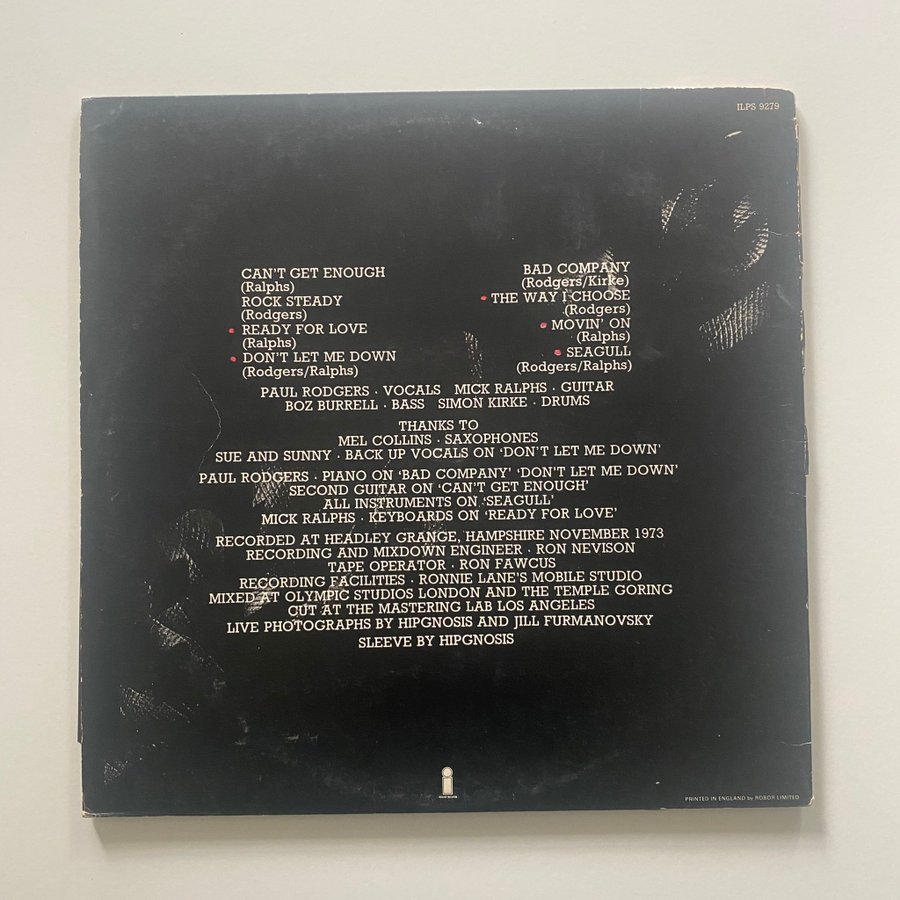 ILPS 9279
CAN'T GET ENOUGH
(Ralphs)
ROCK STEADY
(Rodgers)
READY FOR LOVE
(Ralphs)
DON'T LET ME DOWN
(Rodgers/Ralphs)
BAD COMPANY
(Rodgers/Kirke)
THE WAY I CHOOSE
(Rodgers)
MOVIN' ON
(Ralphs)
SEAGULL
(Rodgers/Ralphs)
PAUL RODGERS · VOCALS MICK RALPHS · GUITAR
BOZ BURRELL · BASS SIMON KIRKE · DRUMS
THANKS TO
MEL COLLINS · SAXOPHONES
SUE AND SUNNY · BACK UP VOCALS ON 'DON'T LET ME DOWN'
PAUL RODGERS · PIANO ON 'BAD COMPANY' 'DON'T LET ME DOWN'
SECOND GUITAR ON 'CAN'T GET ENOUGH'
ALL INSTRUMENTS ON 'SEAGULL'
MICK RALPHS · KEYBOARDS ON 'READY FOR LOVE'
RECORDED AT HEADLEY GRANGE, HAMPSHIRE NOVEMBER 1973
RECORDING AND MIXDOWN ENGINEER · RON NEVISON
TAPE OPERATOR · RON FAWCUS
RECORDING FACILITIES · RONNIE LANE'S MOBILE STUDIO
MIXED AT OLYMPIC STUDIOS LONDON AND THE TEMPLE GORING
CUT AT THE MASTERING LAB LOS ANGELES
LIVE PHOTOGRAPHS BY HIPGNOSIS AND JILL FURMANOVSKY
SLEEVE BY HIPGNOSIS
i
PRINTED IN ENGLAND by ROBOR LIMITED